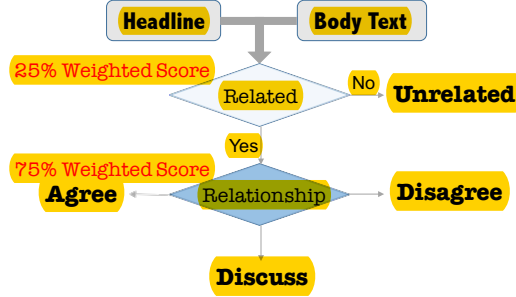 Headline
Body Text
25% Weighted Score
Related
No
Unrelated
Yes
75% Weighted Score
Agree
Relationship
Disagree
Discuss